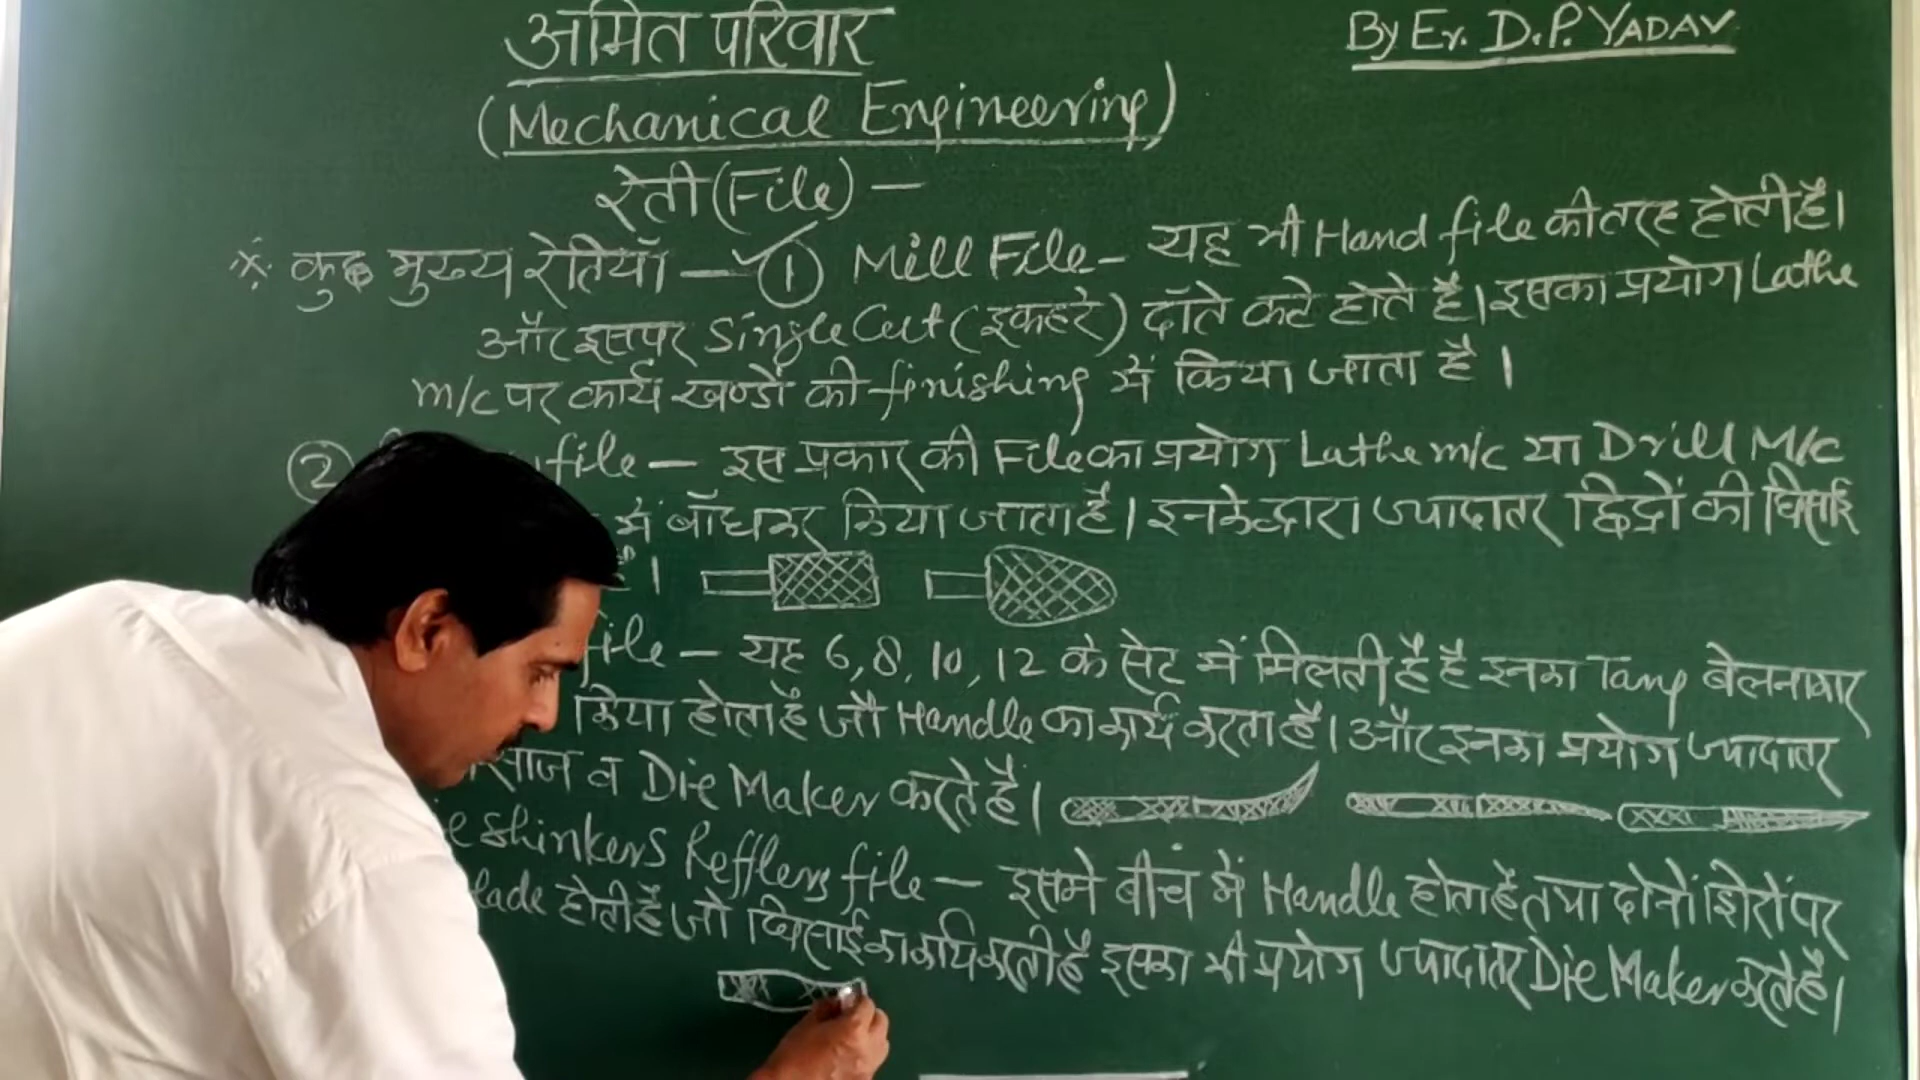 अमित परिवार
By Er. D.P. YADAV
(Mechanical Engineering)
रेती (File) —
* कुछ मुख्य रेतियाँ — ① Mill File — यह भी Hand file की तरह होती है।
और इसपर Single Cut (इकहरे) दाँते कटे होते है। इसका प्रयोग Lathe
m/c पर कार्य खण्डों की finishing में किया जाता है।
② file — इस प्रकार की File का प्रयोग Lathe m/c या Drill M/c
में बाँधकर किया जाता है। इनके द्वारा ज्यादातर छिद्रों की घिसाई
है।
file — यह 6, 8, 10, 12 के सेट में मिलती है है इनका Tang बेलनाकार
किया होता है जो Handle का कार्य करता है। और इनका प्रयोग ज्यादातर
साज व Die Maker करते है।
shinkers Refflers file — इसमे बीच में Handle होता है तथा दोनों शिरों पर
lade होती है जो घिसाई का कार्य करती है इसका भी प्रयोग ज्यादातर Die Maker करते है।